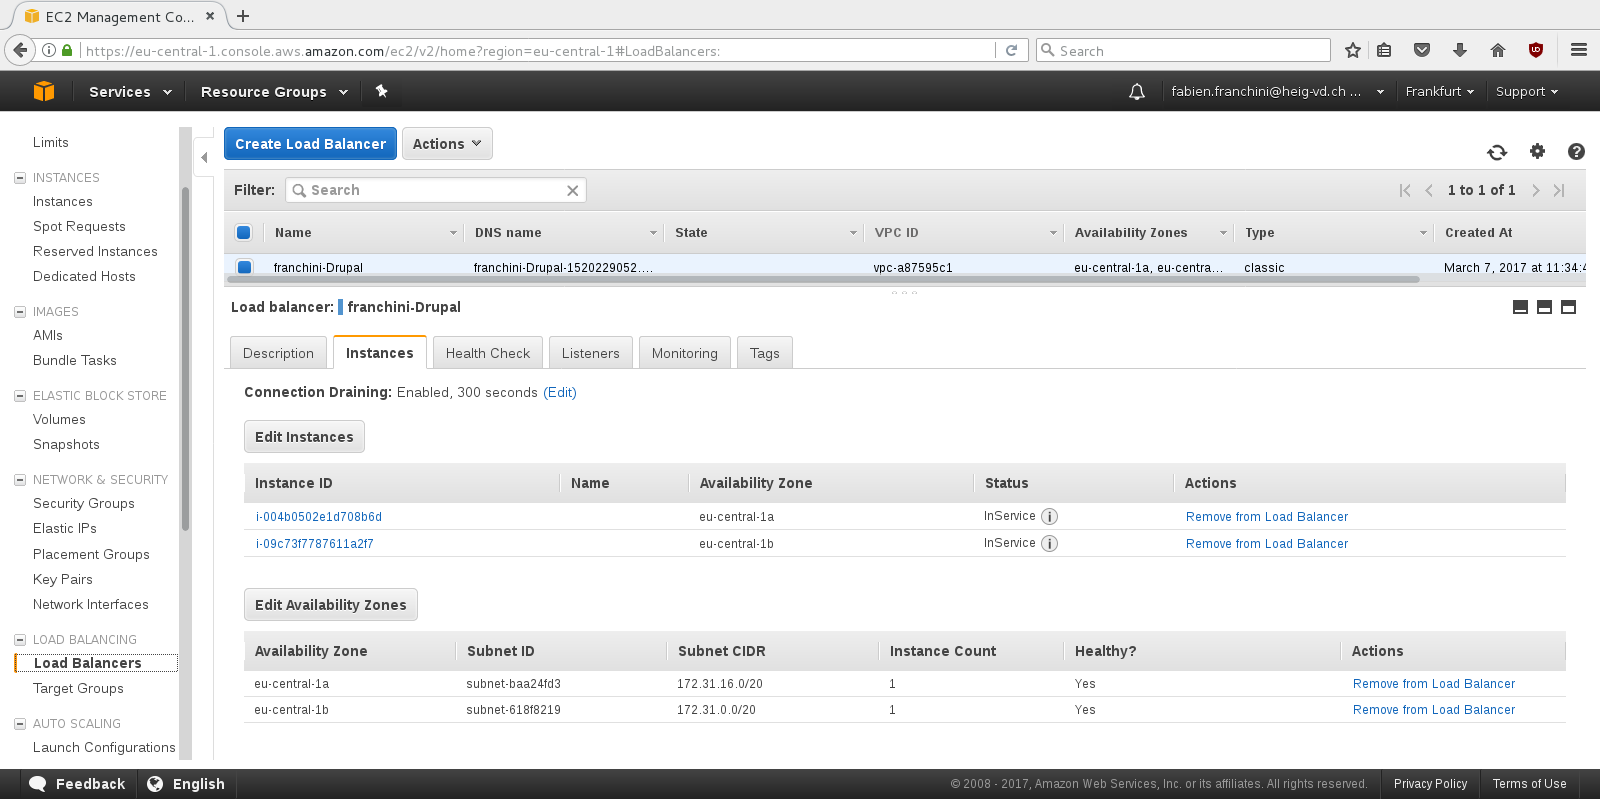 EC2 Management Co...
https://eu-central-1.console.aws.amazon.com/ec2/v2/home?region=eu-central-1#LoadBalancers:
Search
Services
Resource Groups
fabien.franchini@heig-vd.ch ...
Frankfurt
Support
Limits
INSTANCES
Instances
Spot Requests
Reserved Instances
Dedicated Hosts
IMAGES
AMIs
Bundle Tasks
ELASTIC BLOCK STORE
Volumes
Snapshots
NETWORK & SECURITY
Security Groups
Elastic IPs
Placement Groups
Key Pairs
Network Interfaces
LOAD BALANCING
Load Balancers
Target Groups
AUTO SCALING
Launch Configurations
Create Load Balancer
Actions
Filter:
Search
1 to 1 of 1
Name DNS name State VPC ID Availability Zones Type Created At
franchini-Drupal franchini-Drupal-1520229052.... vpc-a87595c1 eu-central-1a, eu-centra... classic March 7, 2017 at 11:34:4
Load balancer: franchini-Drupal
Description Instances Health Check Listeners Monitoring Tags
Connection Draining: Enabled, 300 seconds (Edit)
Edit Instances
Instance ID Name Availability Zone Status Actions
i-004b0502e1d708b6d eu-central-1a InService Remove from Load Balancer
i-09c73f7787611a2f7 eu-central-1b InService Remove from Load Balancer
Edit Availability Zones
Availability Zone Subnet ID Subnet CIDR Instance Count Healthy? Actions
eu-central-1a subnet-baa24fd3 172.31.16.0/20 1 Yes Remove from Load Balancer
eu-central-1b subnet-618f8219 172.31.0.0/20 1 Yes Remove from Load Balancer
Feedback
English
© 2008 - 2017, Amazon Web Services, Inc. or its affiliates. All rights reserved.
Privacy Policy
Terms of Use